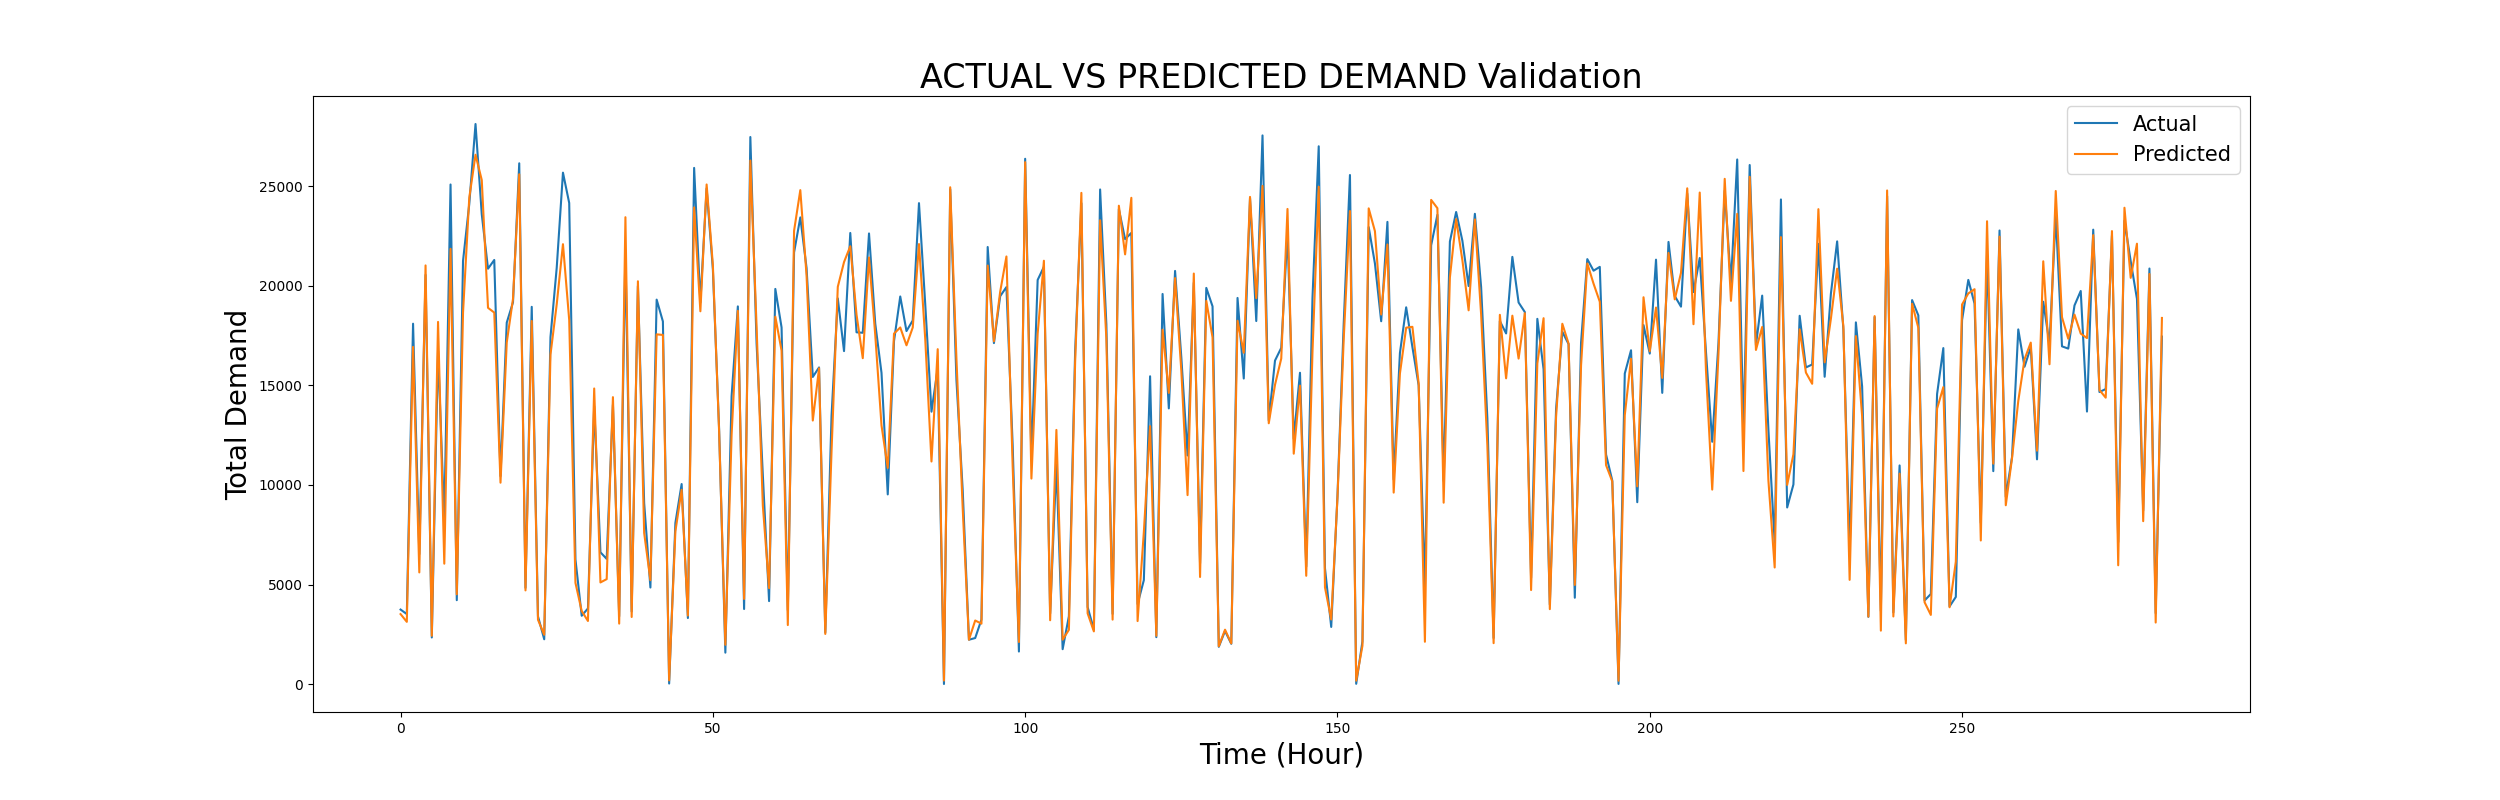 ACTUAL VS PREDICTED DEMAND Validation
Actual
Predicted
Total Demand
25000
20000
15000
10000
5000
0
0 50 100 150 200 250
Time (Hour)